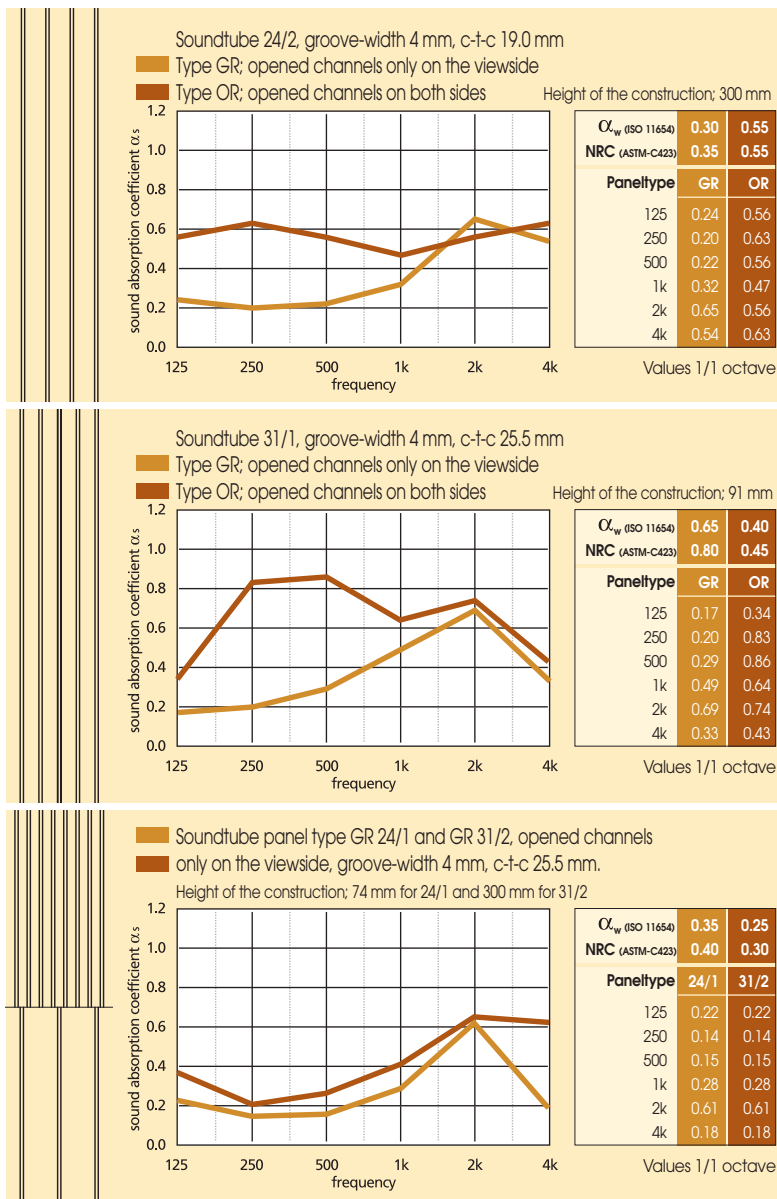 Soundtube 24/2, groove-width 4 mm, c-t-c 19.0 mm
Type GR; opened channels only on the viewside
Type OR; opened channels on both sides
Height of the construction; 300 mm
sound absorption coefficient αs
1.2
1.0
0.8
0.6
0.4
0.2
0.0
125 250 500 1k 2k 4k
frequency
αw (ISO 11654) 0.30 0.55
NRC (ASTM-C423) 0.35 0.55
Paneltype GR OR
125 0.24 0.56
250 0.20 0.63
500 0.22 0.56
1k 0.32 0.47
2k 0.65 0.56
4k 0.54 0.63
Values 1/1 octave
Soundtube 31/1, groove-width 4 mm, c-t-c 25.5 mm
Type GR; opened channels only on the viewside
Type OR; opened channels on both sides
Height of the construction; 91 mm
sound absorption coefficient αs
1.2
1.0
0.8
0.6
0.4
0.2
0.0
125 250 500 1k 2k 4k
frequency
αw (ISO 11654) 0.65 0.40
NRC (ASTM-C423) 0.80 0.45
Paneltype GR OR
125 0.17 0.34
250 0.20 0.83
500 0.29 0.86
1k 0.49 0.64
2k 0.69 0.74
4k 0.33 0.43
Values 1/1 octave
Soundtube panel type GR 24/1 and GR 31/2, opened channels
only on the viewside, groove-width 4 mm, c-t-c 25.5 mm.
Height of the construction; 74 mm for 24/1 and 300 mm for 31/2
sound absorption coefficient αs
1.2
1.0
0.8
0.6
0.4
0.2
0.0
125 250 500 1k 2k 4k
frequency
αw (ISO 11654) 0.35 0.25
NRC (ASTM-C423) 0.40 0.30
Paneltype 24/1 31/2
125 0.22 0.22
250 0.14 0.14
500 0.15 0.15
1k 0.28 0.28
2k 0.61 0.61
4k 0.18 0.18
Values 1/1 octave